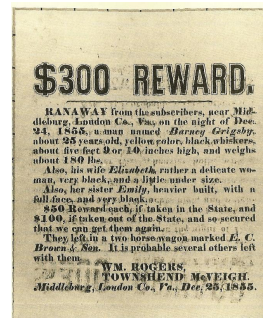 $300 REWARD.
RANAWAY from the subscribers, near Mid-
dleburg, Loudon Co., Va., on the night of Dec.
24, 1855, a man named Barney Grigsby,
about 25 years old, yellow color, black whiskers,
about five feet 9 or 10 inches high, and weighs
about 180 lbs.
Also, his wife Elizabeth, rather a delicate wo-
man, very black, and a little under size.
Also, her sister Emily, heavier built, with a
full face, and very black.
$50 Reward each, if taken in the State, and
$100, if taken out of the State, and so secured
that we can get them again.
They left in a two horse wagon marked E. C.
Brown & Son. It is probable several others left
with them
WM. ROGERS,
TOWNSHEND McVEIGH.
Middleburg, Loudon Co., Va., Dec, 25, 1855.